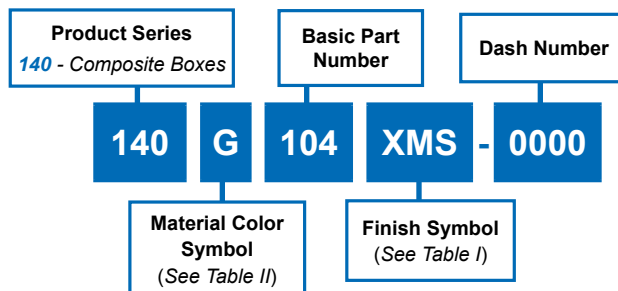 Product Series
140 - Composite Boxes
Basic Part
Number
Dash Number
140 G 104 XMS - 0000
Material Color
Symbol
(See Table II)
Finish Symbol
(See Table I)